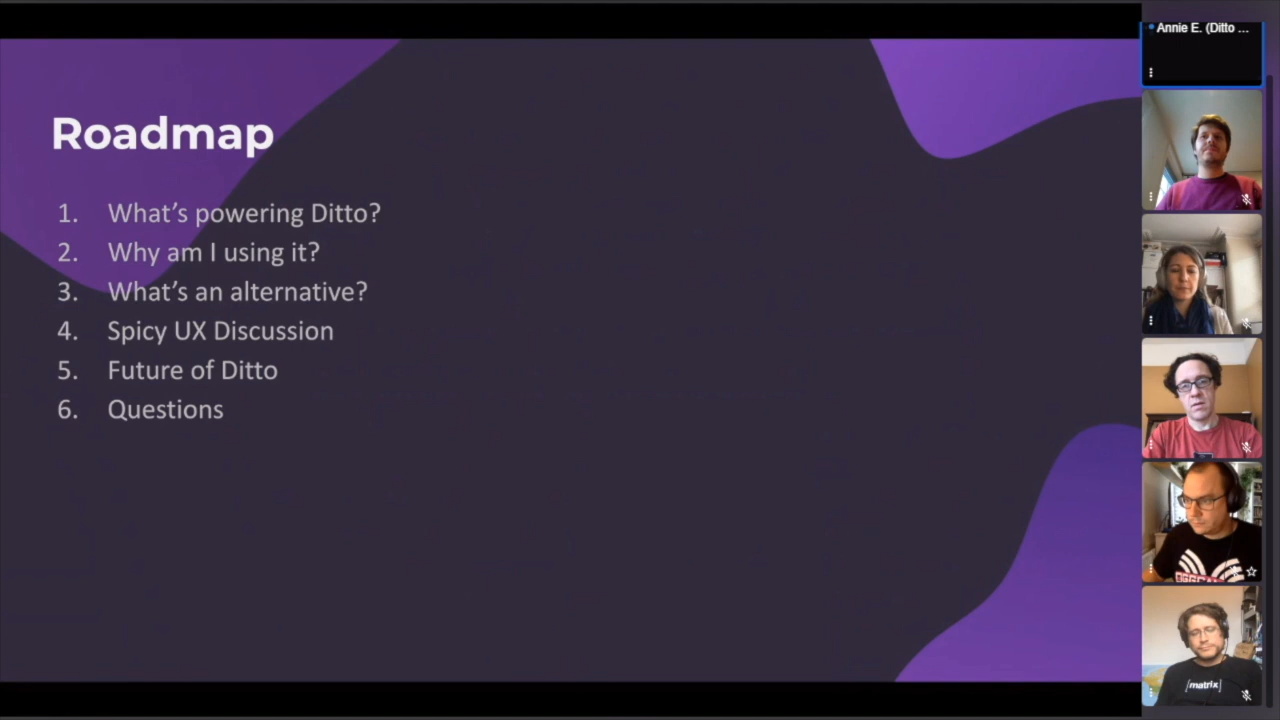 Roadmap
1. What's powering Ditto?
2. Why am I using it?
3. What's an alternative?
4. Spicy UX Discussion
5. Future of Ditto
6. Questions
Annie E. (Ditto ...
[matrix]